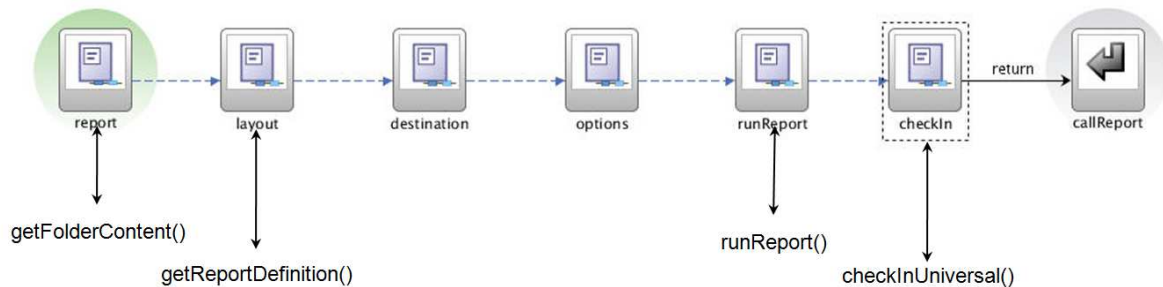 report
layout
destination
options
runReport
checkIn
return
callReport
getFolderContent()
getReportDefinition()
runReport()
checkInUniversal()